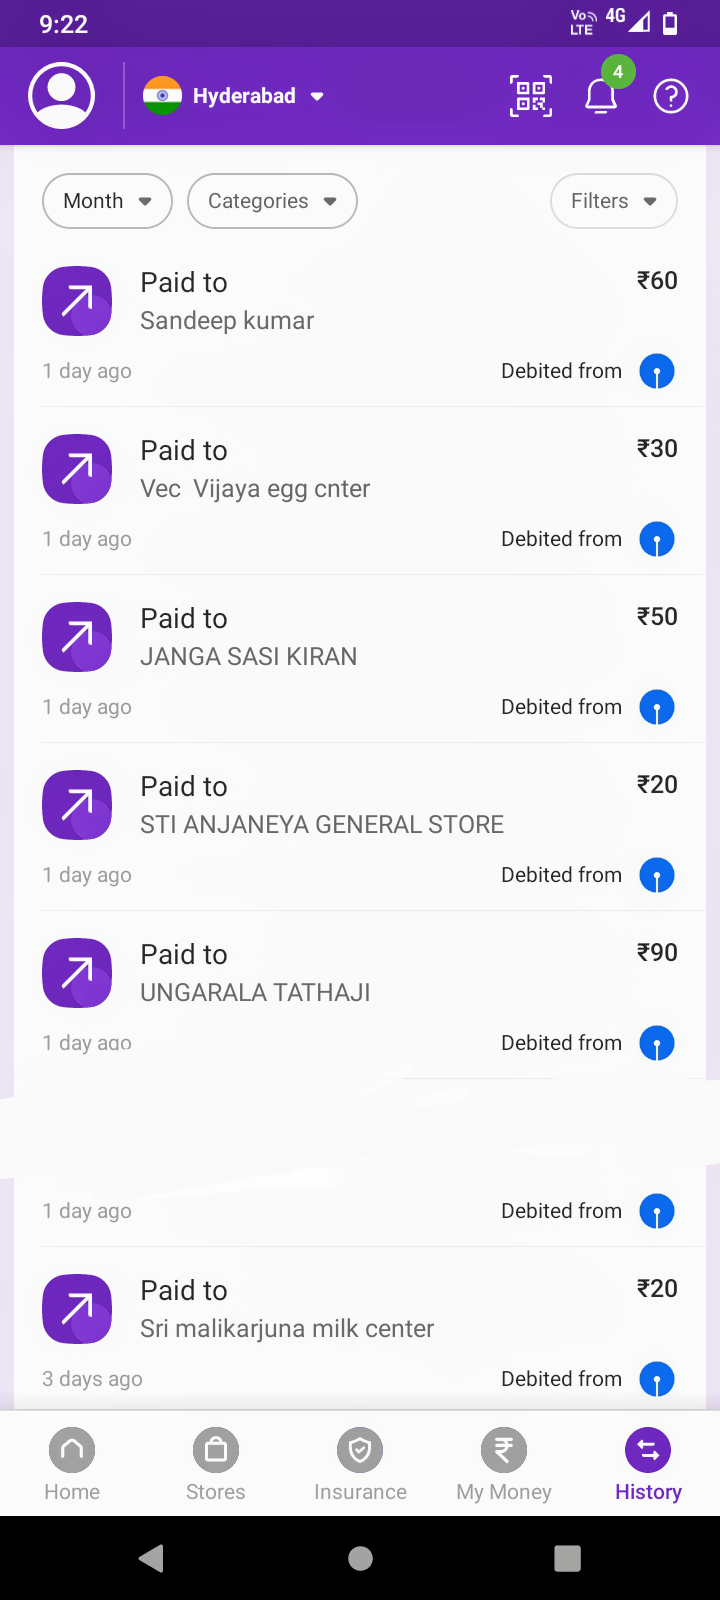 9:22
Vo LTE 4G
Hyderabad
4
Month Categories Filters
Paid to ₹60
Sandeep kumar
1 day ago Debited from
Paid to ₹30
Vec Vijaya egg cnter
1 day ago Debited from
Paid to ₹50
JANGA SASI KIRAN
1 day ago Debited from
Paid to ₹20
STI ANJANEYA GENERAL STORE
1 day ago Debited from
Paid to ₹90
UNGARALA TATHAJI
1 day ago Debited from
1 day ago Debited from
Paid to ₹20
Sri malikarjuna milk center
3 days ago Debited from
Home Stores Insurance My Money History